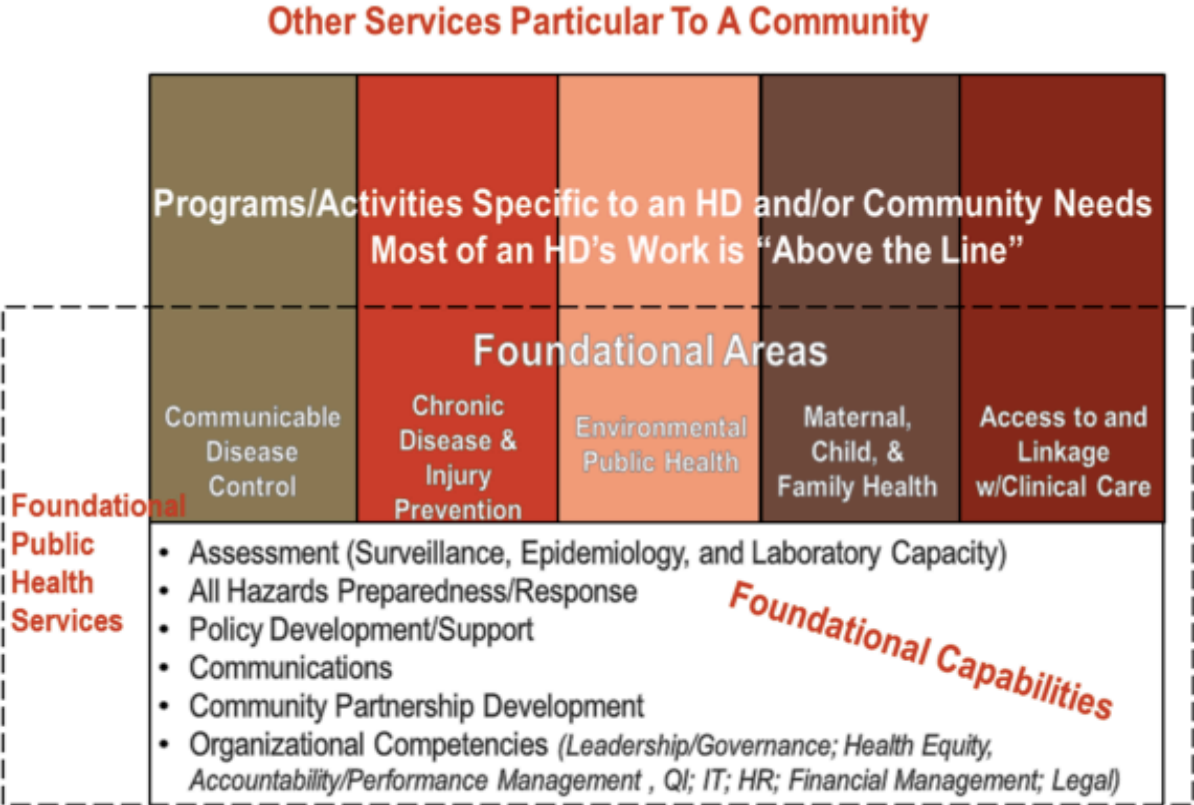 Other Services Particular To A Community
Programs/Activities Specific to an HD and/or Community Needs
Most of an HD's Work is “Above the Line”
Foundational Areas
Communicable
Disease
Control
Chronic
Disease &
Injury
Prevention
Environmental
Public Health
Maternal,
Child, &
Family Health
Access to and
Linkage
w/Clinical Care
Foundational
Public
Health
Services
• Assessment (Surveillance, Epidemiology, and Laboratory Capacity)
• All Hazards Preparedness/Response
• Policy Development/Support
• Communications
• Community Partnership Development
• Organizational Competencies (Leadership/Governance; Health Equity,
Accountability/Performance Management , QI; IT; HR; Financial Management; Legal)
Foundational Capabilities